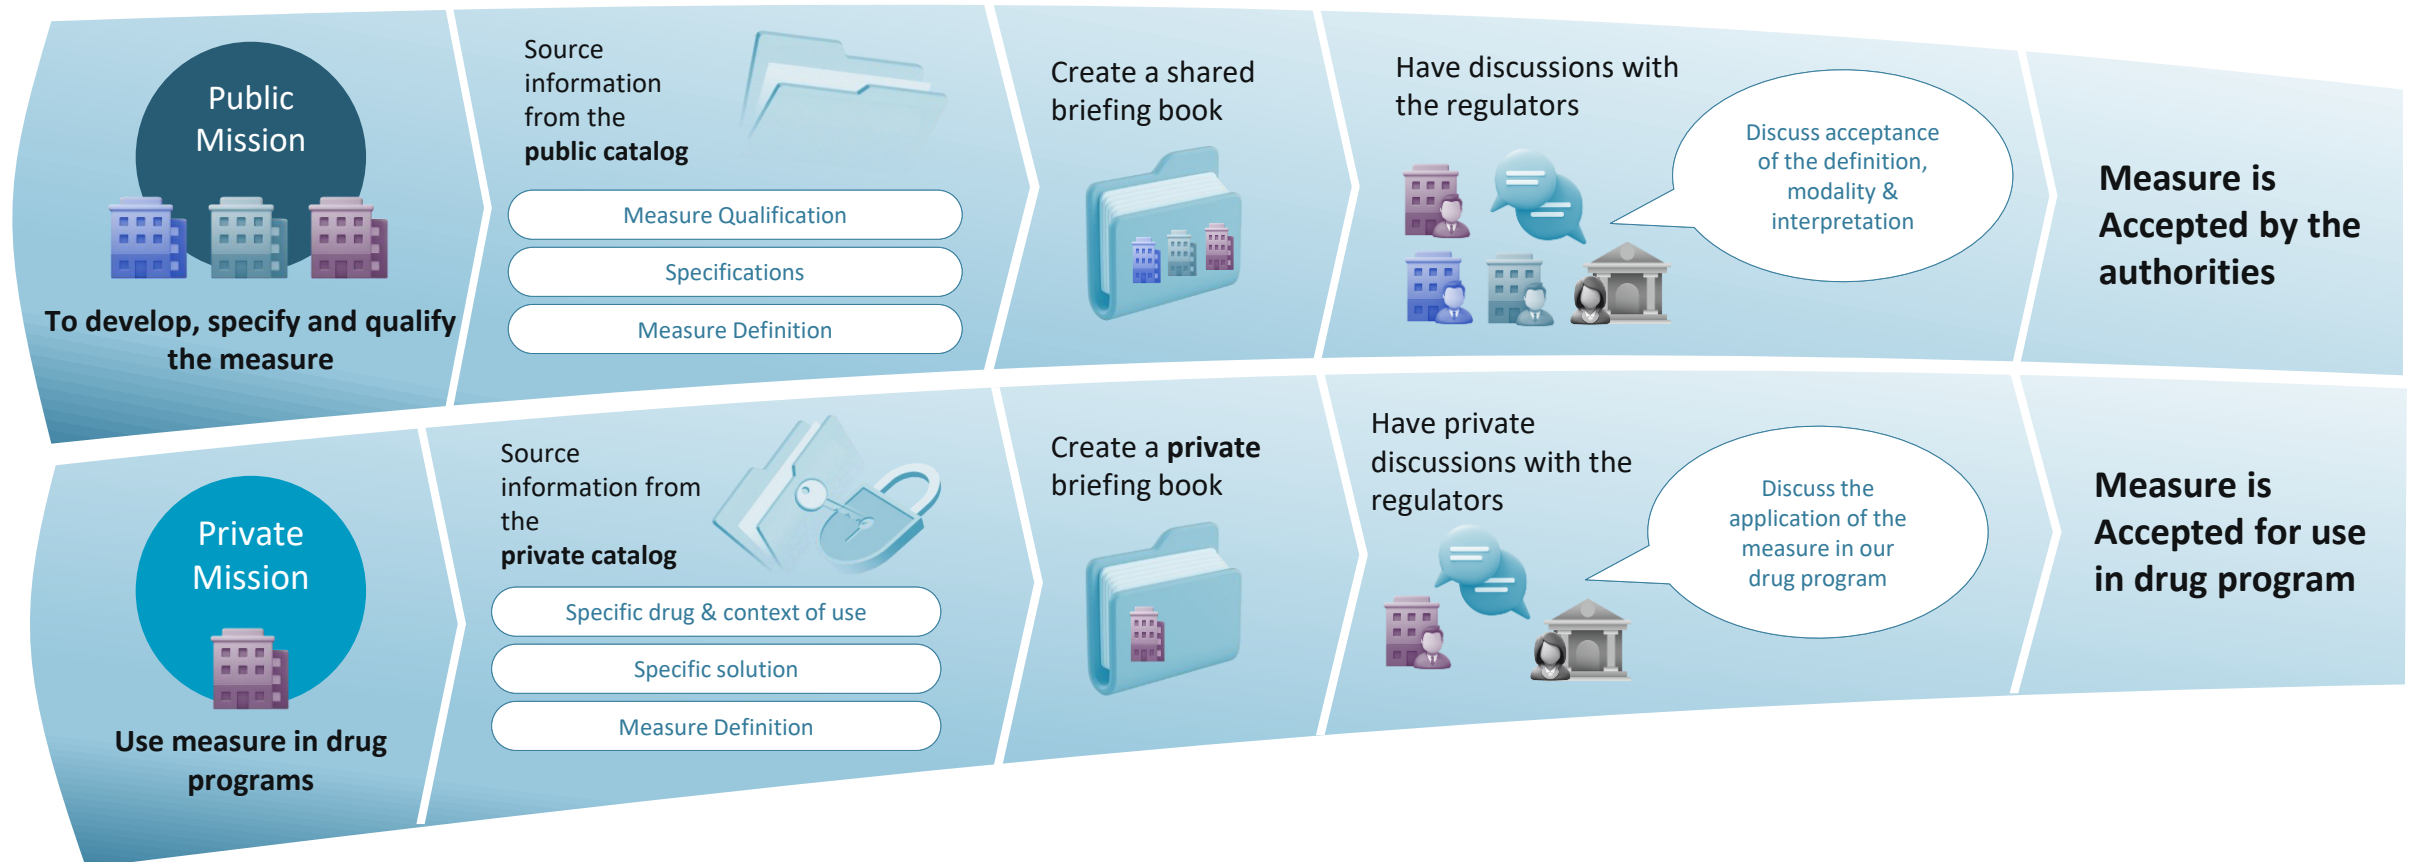 Public
Mission
To develop, specify and qualify
the measure
Source
information
from the
public catalog
Measure Qualification
Specifications
Measure Definition
Create a shared
briefing book
Have discussions with
the regulators
Discuss acceptance
of the definition,
modality &
interpretation
Measure is
Accepted by the
authorities
Private
Mission
Use measure in drug
programs
Source
information from
the
private catalog
Specific drug & context of use
Specific solution
Measure Definition
Create a private
briefing book
Have private
discussions with the
regulators
Discuss the
application of the
measure in our
drug program
Measure is
Accepted for use
in drug program